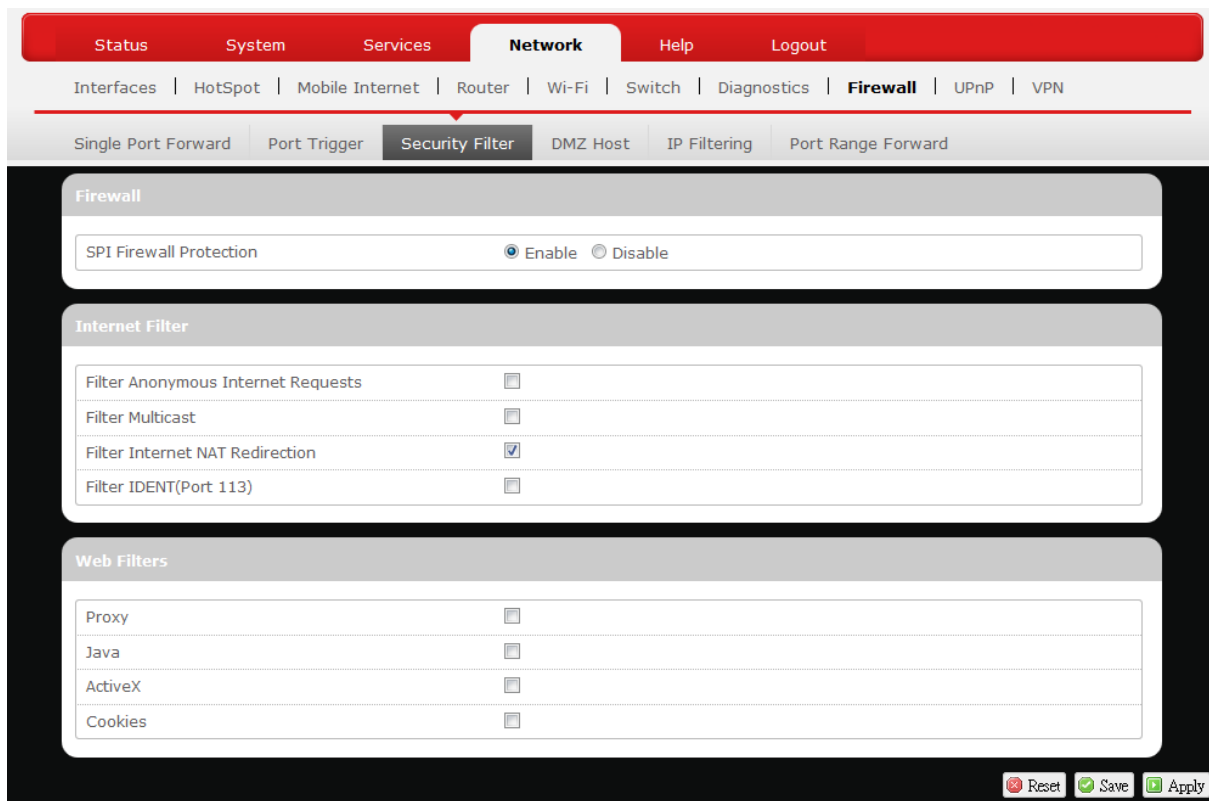 Status System Services Network Help Logout
Interfaces | HotSpot | Mobile Internet | Router | Wi-Fi | Switch | Diagnostics | Firewall | UPnP | VPN
Single Port Forward Port Trigger Security Filter DMZ Host IP Filtering Port Range Forward
Firewall
SPI Firewall Protection Enable Disable
Internet Filter
Filter Anonymous Internet Requests
Filter Multicast
Filter Internet NAT Redirection
Filter IDENT(Port 113)
Web Filters
Proxy
Java
ActiveX
Cookies
Reset Save Apply